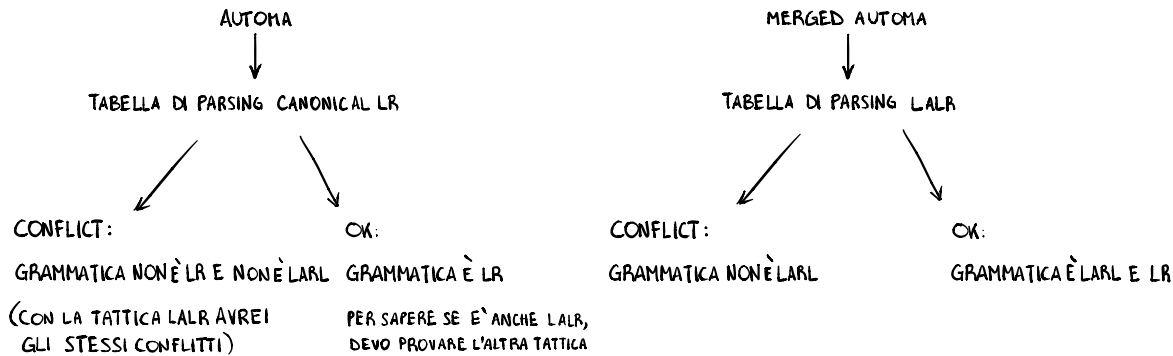 AUTOMA
TABELLA DI PARSING CANONICAL LR
CONFLICT:
GRAMMATICA NON È LR E NON È LARL
(CON LA TATTICA LALR AVREI
GLI STESSI CONFLITTI)
OK:
GRAMMATICA È LR
PER SAPERE SE E' ANCHE LALR,
DEVO PROVARE L'ALTRA TATTICA
MERGED AUTOMA
TABELLA DI PARSING LALR
CONFLICT:
GRAMMATICA NON È LARL
OK:
GRAMMATICA È LARL E LR